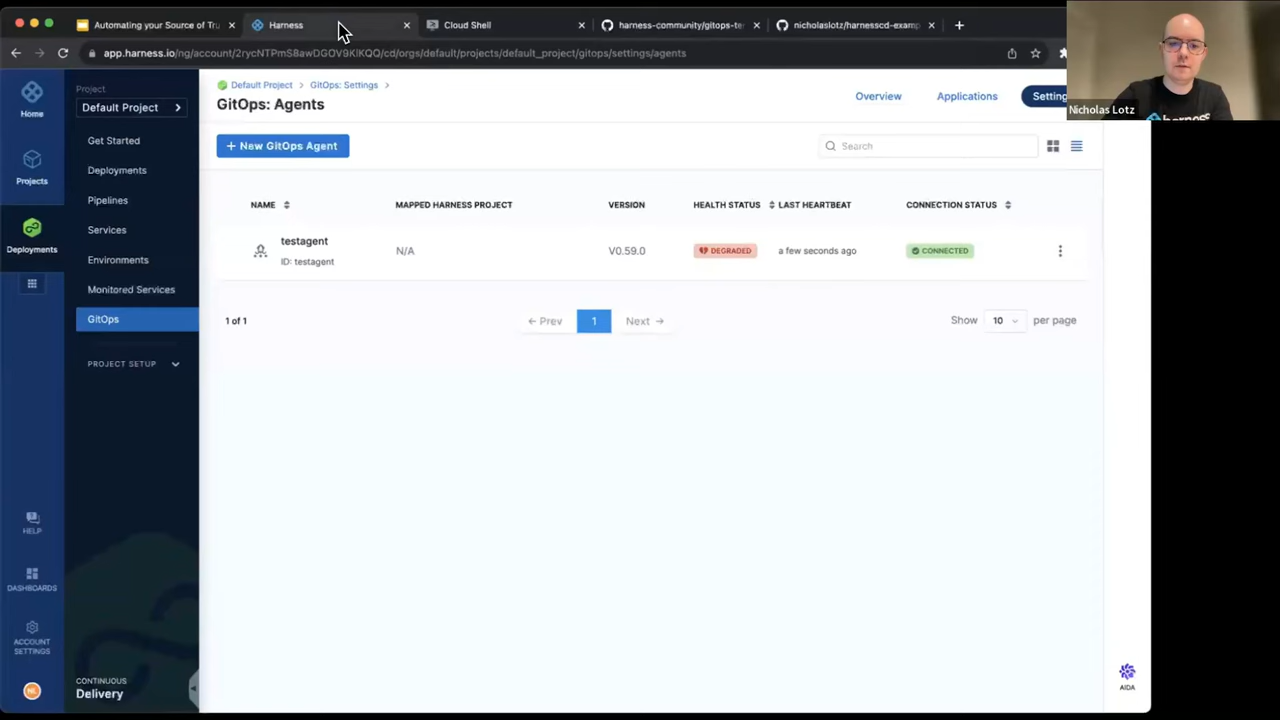 Automating your Source of Tru
Harness
Cloud Shell
harness-community/gitops-te
nicholaslotz/harnesscd-examp
app.harness.io/ng/account/2rycNTPmS8awDGOV9KlKQQ/cd/orgs/default/projects/default_project/gitops/settings/agents
Nicholas Lotz
harness
Home
Projects
Deployments
HELP
DASHBOARDS
ACCOUNT
SETTINGS
NL
Project
Default Project
Get Started
Deployments
Pipelines
Services
Environments
Monitored Services
GitOps
PROJECT SETUP
CONTINUOUS
Delivery
Default Project > GitOps: Settings >
GitOps: Agents
Overview Applications Setting
+ New GitOps Agent
Search
NAME MAPPED HARNESS PROJECT VERSION HEALTH STATUS LAST HEARTBEAT CONNECTION STATUS
testagent
ID: testagent
N/A V0.59.0 DEGRADED a few seconds ago CONNECTED
1 of 1 ← Prev 1 Next → Show 10 per page
AIDA